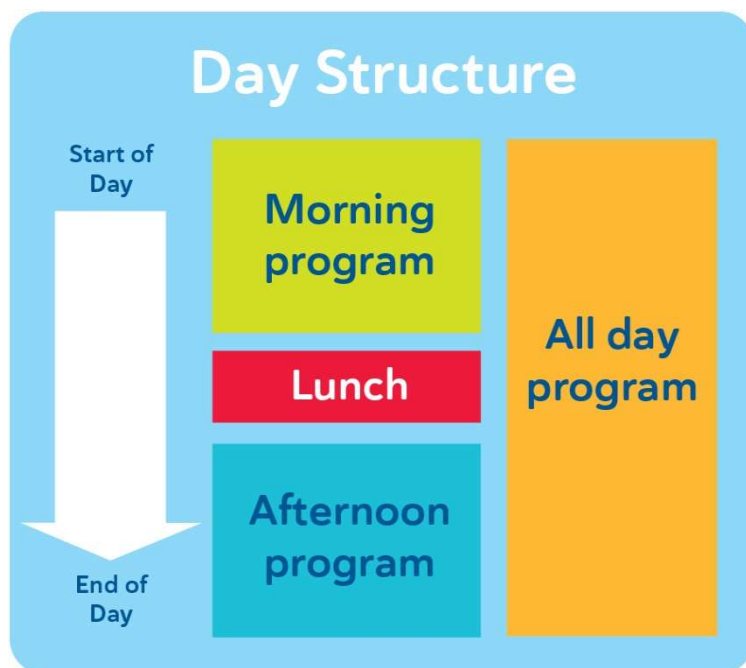 Day Structure
Start of
Day
Morning
program
Lunch
Afternoon
program
All day
program
End of
Day